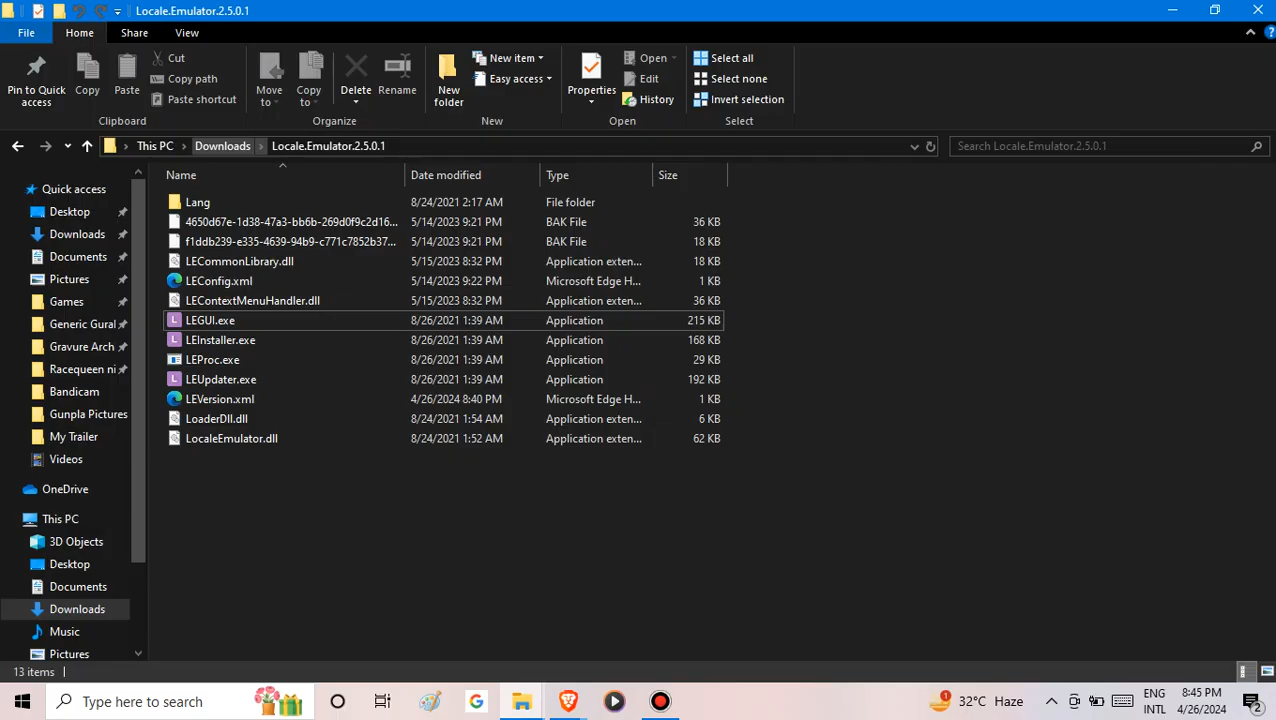 Locale.Emulator.2.5.0.1
File Home Share View
Pin to Quick access
Copy
Paste
Cut
Copy path
Paste shortcut
Clipboard
Move to
Copy to
Delete
Rename
Organize
New folder
New item
Easy access
New
Properties
Open
Edit
History
Open
Select all
Select none
Invert selection
Select
This PC > Downloads > Locale.Emulator.2.5.0.1
Search Locale.Emulator.2.5.0.1
Quick access
Desktop
Downloads
Documents
Pictures
Games
Generic Gural
Gravure Arch
Racequeen ni
Bandicam
Gunpla Pictures
My Trailer
Videos
OneDrive
This PC
3D Objects
Desktop
Documents
Downloads
Music
Pictures
Name Date modified Type Size
Lang 8/24/2021 2:17 AM File folder
4650d67e-1d38-47a3-bb6b-269d0f9c2d16... 5/14/2023 9:21 PM BAK File 36 KB
f1ddb239-e335-4639-94b9-c771c7852b37... 5/14/2023 9:21 PM BAK File 18 KB
LECommonLibrary.dll 5/15/2023 8:32 PM Application exten... 18 KB
LEConfig.xml 5/14/2023 9:22 PM Microsoft Edge H... 1 KB
LEContextMenuHandler.dll 5/15/2023 8:32 PM Application exten... 36 KB
LEGUI.exe 8/26/2021 1:39 AM Application 215 KB
LEInstaller.exe 8/26/2021 1:39 AM Application 168 KB
LEProc.exe 8/26/2021 1:39 AM Application 29 KB
LEUpdater.exe 8/26/2021 1:39 AM Application 192 KB
LEVersion.xml 4/26/2024 8:40 PM Microsoft Edge H... 1 KB
LoaderDll.dll 8/24/2021 1:54 AM Application exten... 6 KB
LocaleEmulator.dll 8/24/2021 1:52 AM Application exten... 62 KB
13 items
Type here to search
1
32°C Haze
ENG
INTL
8:45 PM
4/26/2024
2